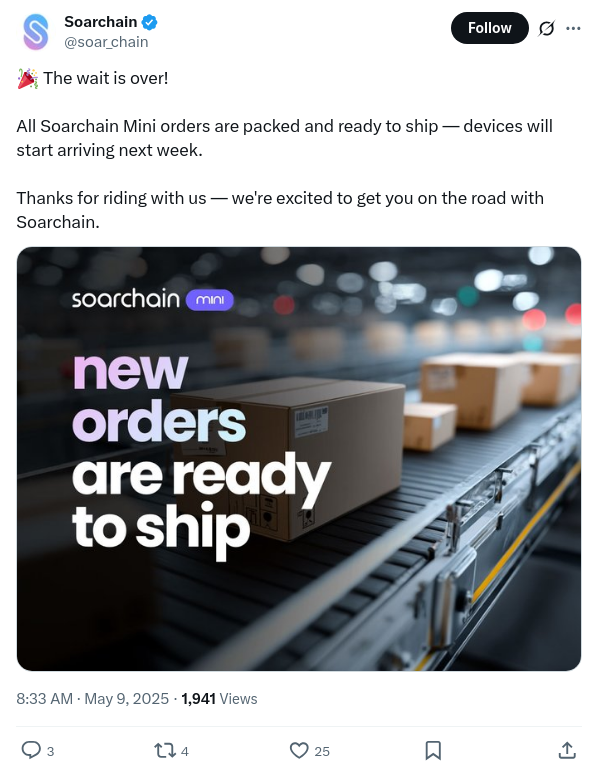 Soarchain
@soar_chain
Follow
🎉 The wait is over!
All Soarchain Mini orders are packed and ready to ship — devices will
start arriving next week.
Thanks for riding with us — we're excited to get you on the road with
Soarchain.
soarchain mini
new
orders
are ready
to ship
8:33 AM · May 9, 2025 · 1,941 Views
3
4
25